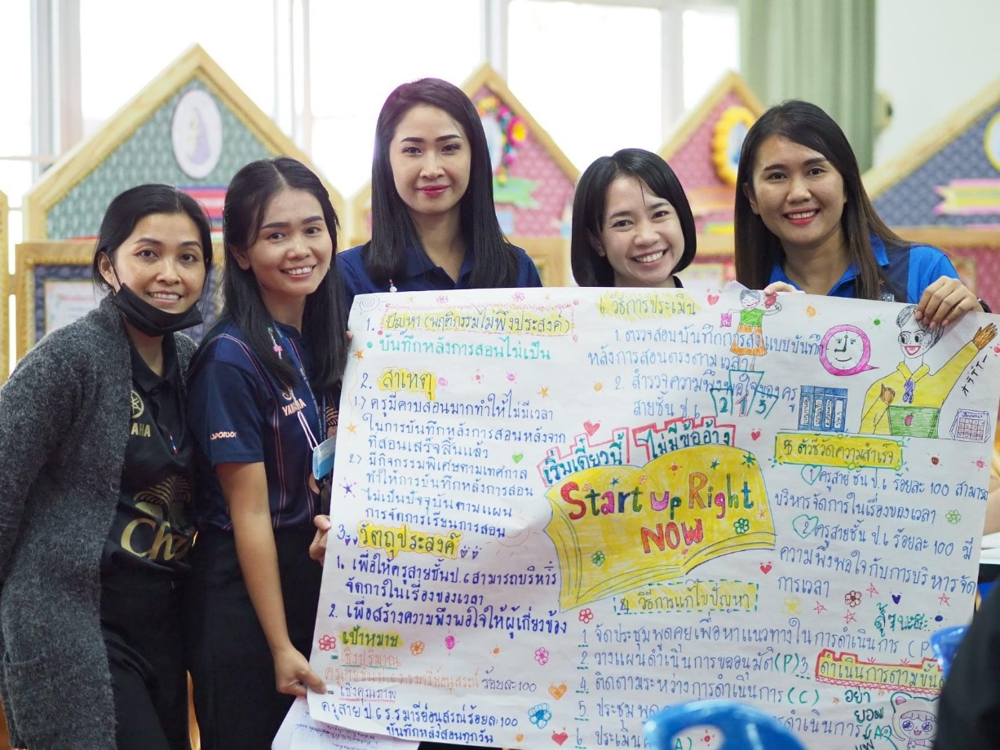 1. ปัญหา (พฤติกรรมไม่พึงประสงค์)
• บันทึกหลังการสอนไม่เป็น
2. สาเหตุ
1.) ครูมีคาบสอนมากทำให้ไม่มีเวลา
ในการบันทึกหลังการสอนหลังจาก
ที่สอนเสร็จสิ้นแล้ว
2.) มีกิจกรรมพิเศษตามเทศกาล
ทำให้การบันทึกหลังการสอน
ไม่เป็นปัจจุบันตามแผน
การจัดการเรียนการสอน
3. วัตถุประสงค์
1. เพื่อให้ครูสายชั้น ป.6 สามารถบริหาร
จัดการในเรื่องของเวลา
2. เพื่อสร้างความพึงพอใจให้ผู้เกี่ยวข้อง
เป้าหมาย
- เชิงปริมาณ
ครูสายชั้น ป.6 ร.ร.มารีย์อนุสรณ์ ร้อยละ 100
- เชิงคุณภาพ
ครูสาย ป.6 ร.ร มารีย์อนุสรณ์ร้อยละ 100
บันทึกหลังสอนทุกวัน
เริ่มเดี๋ยวนี้ ไม่มีข้ออ้าง
Start up Right
NOW
4 วิธีการแก้ไขปัญหา
1 จัดประชุมพูดคุยเพื่อหาแนวทางในการดำเนินการ (P
2. วางแผนดำเนินการขออนุมัติ (P)
3. ดำเนินการตามขั้น
4. ติดตามระหว่างการดำเนินการ (C)
5. ประชุม
ดำเนินการ (A)
6 ประเมิน
5 ตัวชี้วัดความสำเร็จ
1 ครูสายชั้น ป.6 ร้อยละ 100 สามารถ
บริหารจัดการในเรื่องของเวลา
2 ครูสายชั้น ป.6 ร้อยละ 100 มี
ความพึงพอใจกับการบริหารจัด
การเวลา
สู้ๆนะคะ
อย่า
ยอม
แพ้
6 วิธีการประเมิน
1. ตรวจสอบบันทึกการส่งแบบบันทึก
หลังการสอนตรงตามเวลา
2. สำรวจความพึงพอใจของครู
สายชั้น ป.6
YAMAHA
SPONSOR